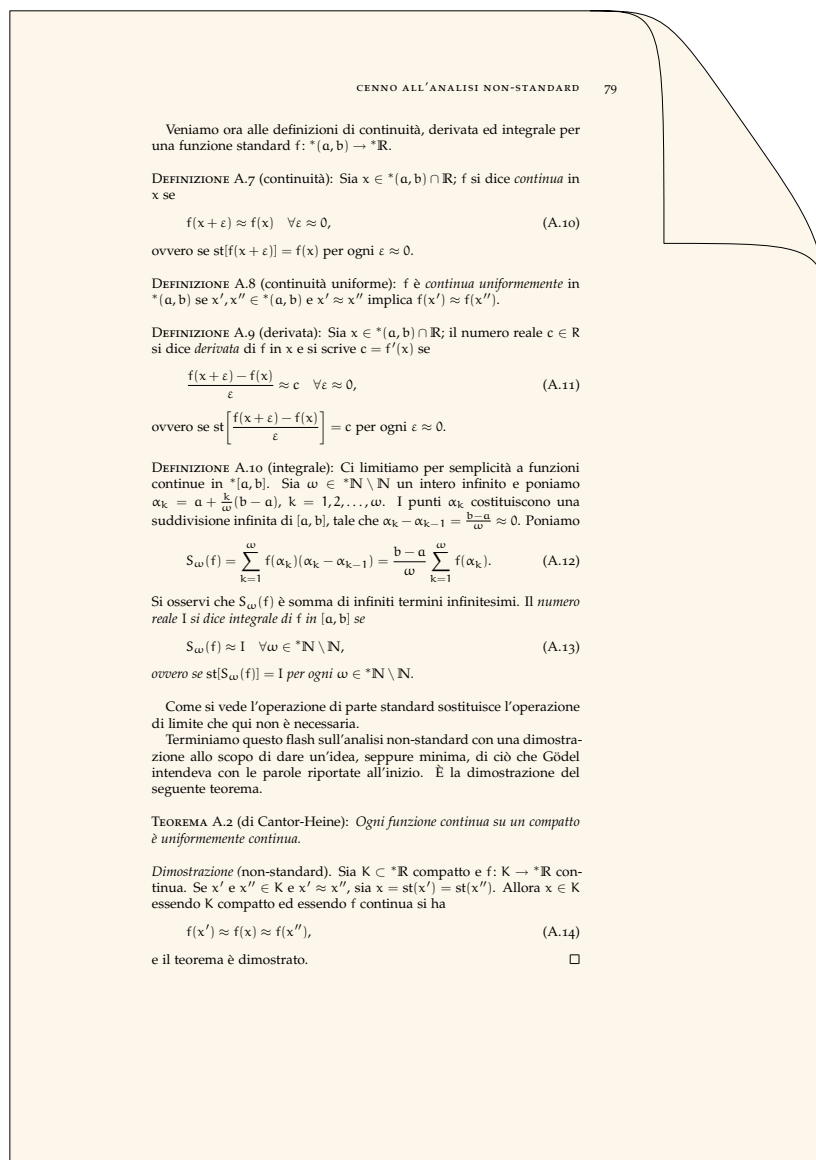 CENNO ALL'ANALISI NON-STANDARD 79
Veniamo ora alle definizioni di continuità, derivata ed integrale per
una funzione standard f: *(a, b) → *ℝ.
Definizione A.7 (continuità): Sia x ∈ *(a, b) ∩ ℝ; f si dice continua in
x se
f(x + ε) ≈ f(x) ∀ε ≈ 0, (A.10)
ovvero se st[f(x + ε)] = f(x) per ogni ε ≈ 0.
Definizione A.8 (continuità uniforme): f è continua uniformemente in
*(a, b) se x′, x″ ∈ *(a, b) e x′ ≈ x″ implica f(x′) ≈ f(x″).
Definizione A.9 (derivata): Sia x ∈ *(a, b) ∩ ℝ; il numero reale c ∈ R
si dice derivata di f in x e si scrive c = f′(x) se
(f(x + ε) − f(x))/ε ≈ c ∀ε ≈ 0, (A.11)
ovvero se st[(f(x + ε) − f(x))/ε] = c per ogni ε ≈ 0.
Definizione A.10 (integrale): Ci limitiamo per semplicità a funzioni
continue in *[a, b]. Sia ω ∈ *ℕ \ ℕ un intero infinito e poniamo
α_k = a + k/ω (b − a), k = 1, 2, . . . , ω. I punti α_k costituiscono una
suddivisione infinita di [a, b], tale che α_k − α_{k−1} = (b−a)/ω ≈ 0. Poniamo
S_ω(f) = ∑_{k=1}^{ω} f(α_k)(α_k − α_{k−1}) = (b − a)/ω ∑_{k=1}^{ω} f(α_k). (A.12)
Si osservi che S_ω(f) è somma di infiniti termini infinitesimi. Il numero
reale I si dice integrale di f in [a, b] se
S_ω(f) ≈ I ∀ω ∈ *ℕ \ ℕ, (A.13)
ovvero se st[S_ω(f)] = I per ogni ω ∈ *ℕ \ ℕ.
Come si vede l'operazione di parte standard sostituisce l'operazione
di limite che qui non è necessaria.
Terminiamo questo flash sull'analisi non-standard con una dimostra-
zione allo scopo di dare un'idea, seppure minima, di ciò che Gödel
intendeva con le parole riportate all'inizio. È la dimostrazione del
seguente teorema.
Teorema A.2 (di Cantor-Heine): Ogni funzione continua su un compatto
è uniformemente continua.
Dimostrazione (non-standard). Sia K ⊂ *ℝ compatto e f: K → *ℝ con-
tinua. Se x′ e x″ ∈ K e x′ ≈ x″, sia x = st(x′) = st(x″). Allora x ∈ K
essendo K compatto ed essendo f continua si ha
f(x′) ≈ f(x) ≈ f(x″), (A.14)
e il teorema è dimostrato. □